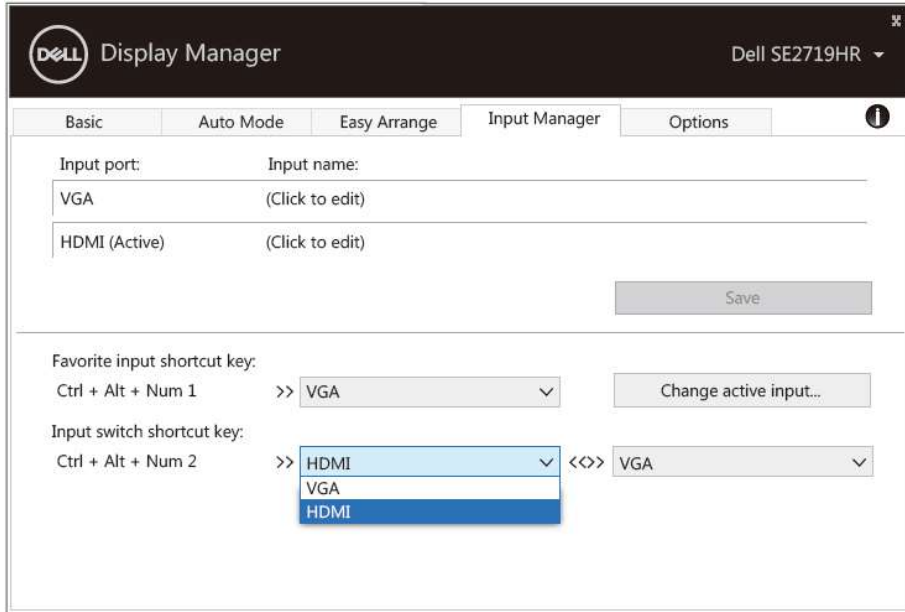 DELL Display Manager
Dell SE2719HR
Basic Auto Mode Easy Arrange Input Manager Options
Input port: Input name:
VGA (Click to edit)
HDMI (Active) (Click to edit)
Save
Favorite input shortcut key:
Ctrl + Alt + Num 1 >> VGA Change active input...
Input switch shortcut key:
Ctrl + Alt + Num 2 >> HDMI <<>> VGA
VGA
HDMI